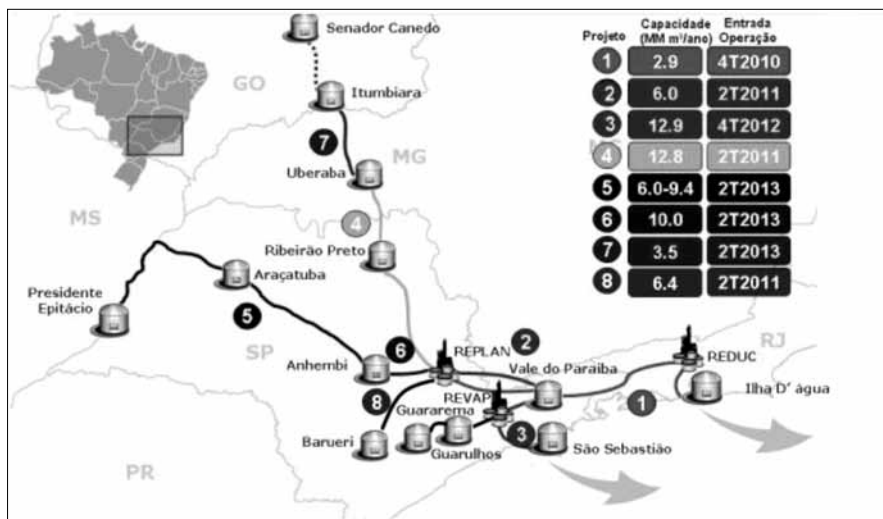 Senador Canedo
GO
Itumbiara
7
MG
Uberaba
4
MS
Ribeirão Preto
Araçatuba
Presidente
Epitácio
5
SP
Anhembi
6
REPLAN
2
Vale do Paraiba
REDUC
RJ
Ilha D' água
1
8
REVAP
Guararema
Barueri
Guarulhos
3
São Sebastião
PR
Projeto Capacidade (MM m³/ano) Entrada Operação
1 2.9 4T2010
2 6.0 2T2011
3 12.9 4T2012
4 12.8 2T2011
5 6.0-9.4 2T2013
6 10.0 2T2013
7 3.5 2T2013
8 6.4 2T2011